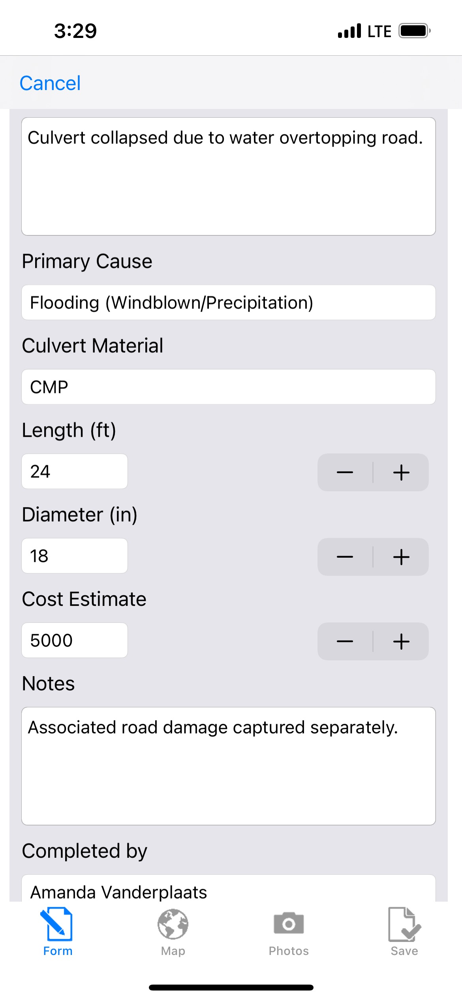 3:29
LTE
Cancel
Culvert collapsed due to water overtopping road.
Primary Cause
Flooding (Windblown/Precipitation)
Culvert Material
CMP
Length (ft)
24
Diameter (in)
18
Cost Estimate
5000
Notes
Associated road damage captured separately.
Completed by
Amanda Vanderplaats
Form
Map
Photos
Save